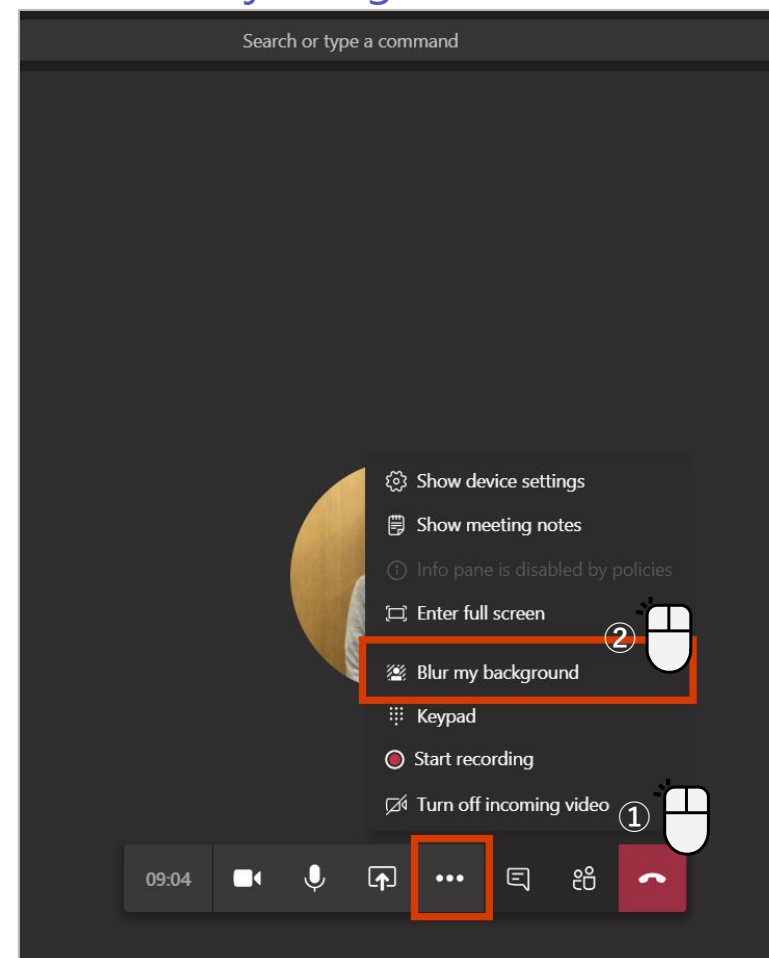 Search or type a command
Show device settings
Show meeting notes
Info pane is disabled by policies
Enter full screen
②
Blur my background
Keypad
Start recording
Turn off incoming video
①
09:04